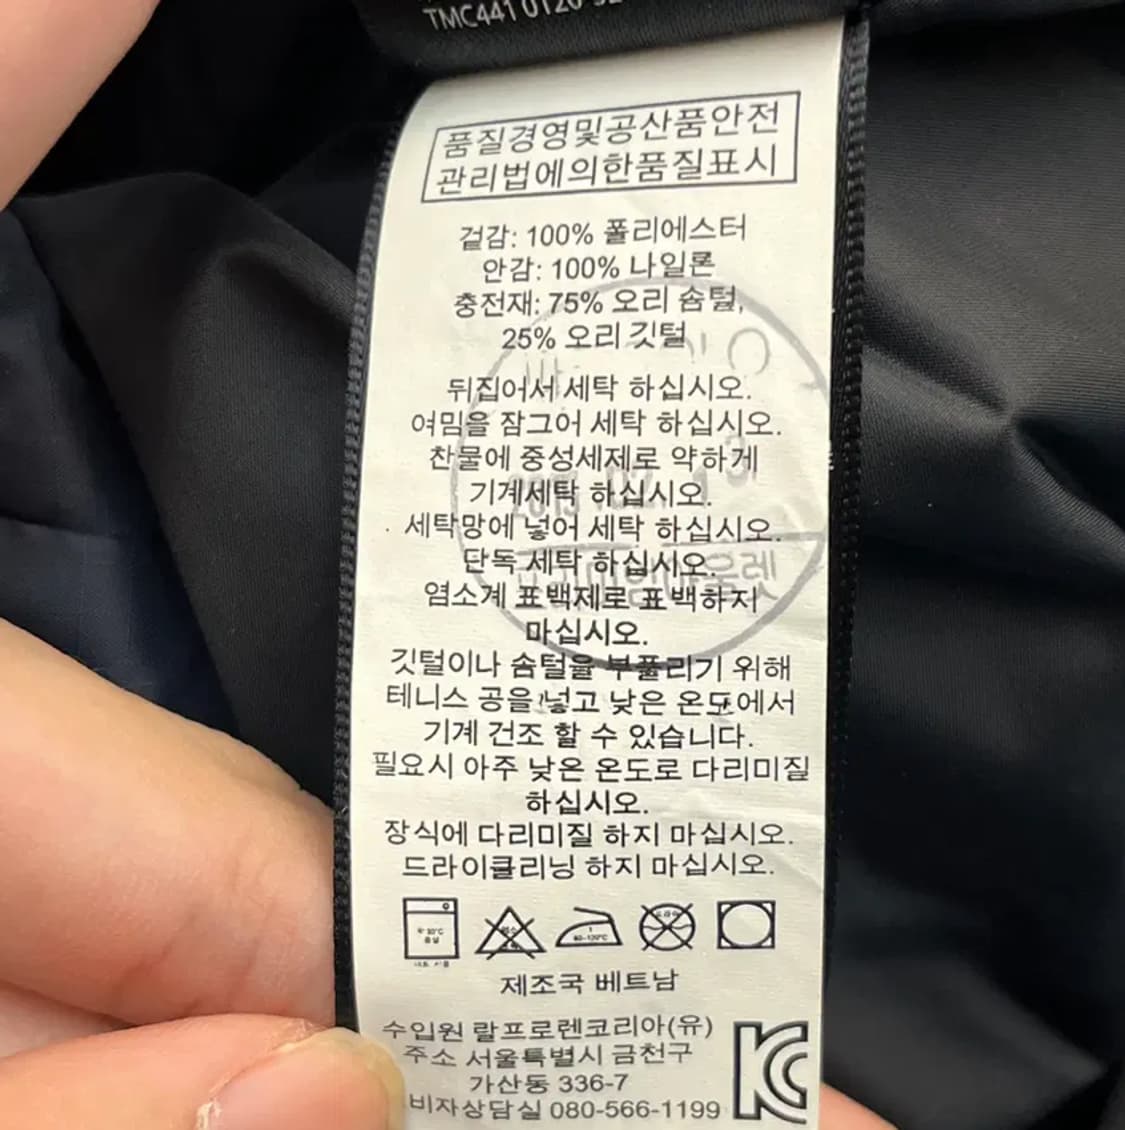 TMC441
품질경영및공산품안전
관리법에의한품질표시
겉감: 100% 폴리에스터
안감: 100% 나일론
충전재: 75% 오리 솜털,
25% 오리 깃털
뒤집어서 세탁 하십시오.
여밈을 잠그어 세탁 하십시오.
찬물에 중성세제로 약하게
기계세탁 하십시오.
세탁망에 넣어 세탁 하십시오.
단독 세탁 하십시오.
염소계 표백제로 표백하지
마십시오.
깃털이나 솜털을 부풀리기 위해
테니스 공을 넣고 낮은 온도에서
기계 건조 할 수 있습니다.
필요시 아주 낮은 온도로 다리미질
하십시오.
장식에 다리미질 하지 마십시오.
드라이클리닝 하지 마십시오.
제조국 베트남
수입원 랄프로렌코리아(유)
주소 서울특별시 금천구
가산동 336-7
비자상담실 080-566-1199